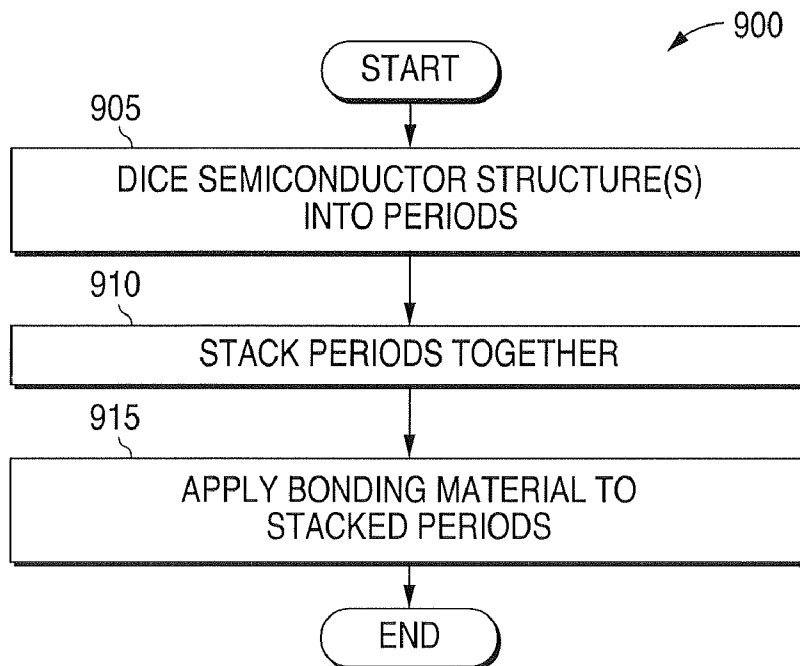 900
START
905
DICE SEMICONDUCTOR STRUCTURE(S)
INTO PERIODS
910
STACK PERIODS TOGETHER
915
APPLY BONDING MATERIAL TO
STACKED PERIODS
END